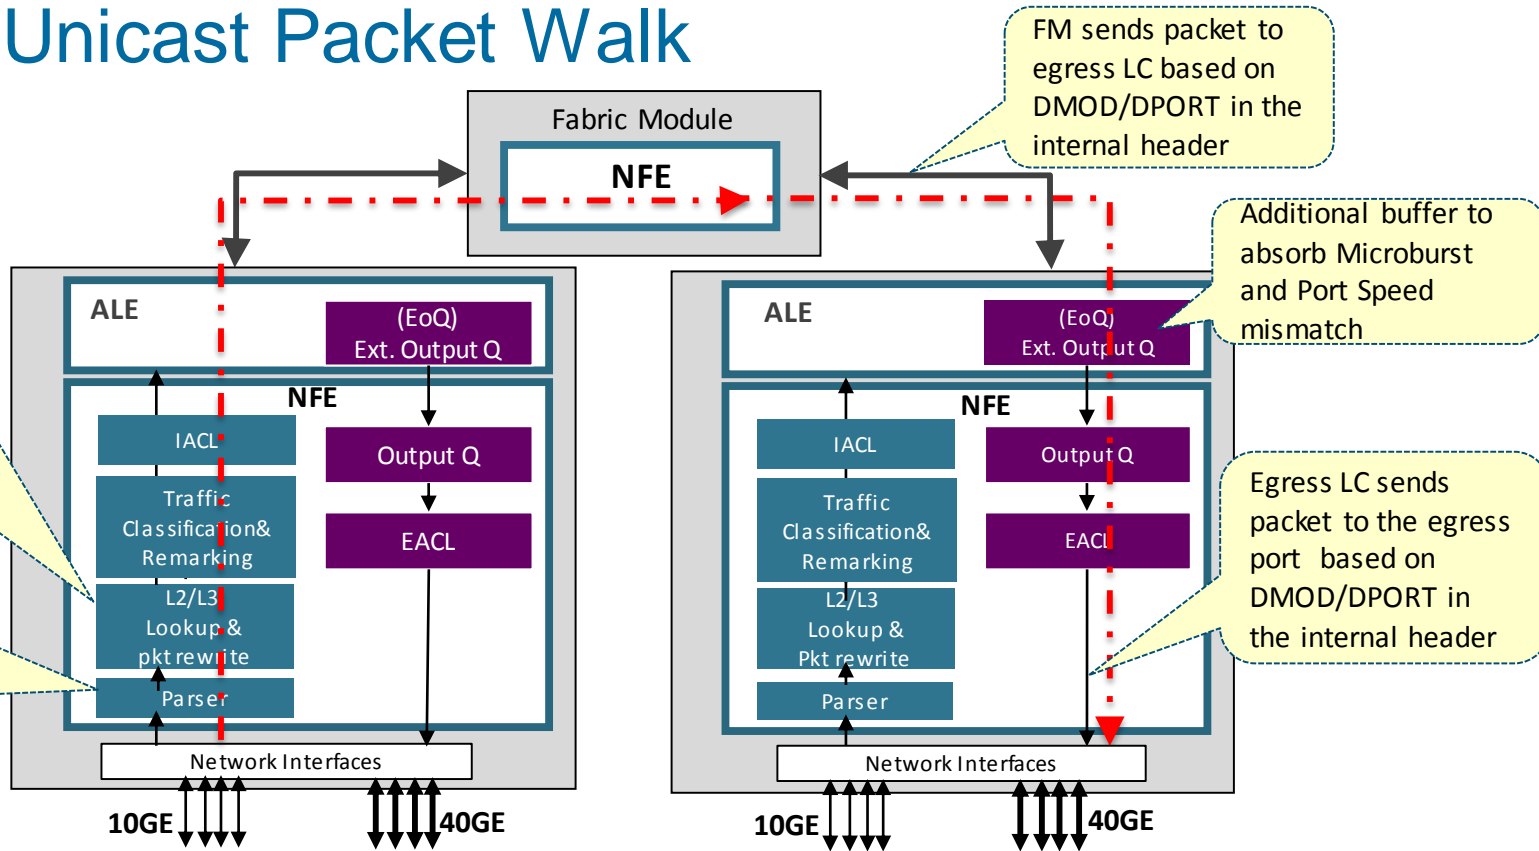 Unicast Packet Walk
FM sends packet to
egress LC based on
DMOD/DPORT in the
internal header
Fabric Module
NFE
Additional buffer to
absorb Microburst
and Port Speed
mismatch
ALE
(EoQ)
Ext. Output Q
NFE
IACL
Traffic
Classification&
Remarking
L2/L3
Lookup &
pkt rewrite
Parser
Output Q
EACL
Network Interfaces
10GE
40GE
ALE
(EoQ)
Ext. Output Q
NFE
IACL
Traffic
Classification&
Remarking
L2/L3
Lookup &
Pkt rewrite
Parser
Output Q
EACL
Network Interfaces
10GE
40GE
Egress LC sends
packet to the egress
port based on
DMOD/DPORT in
the internal header